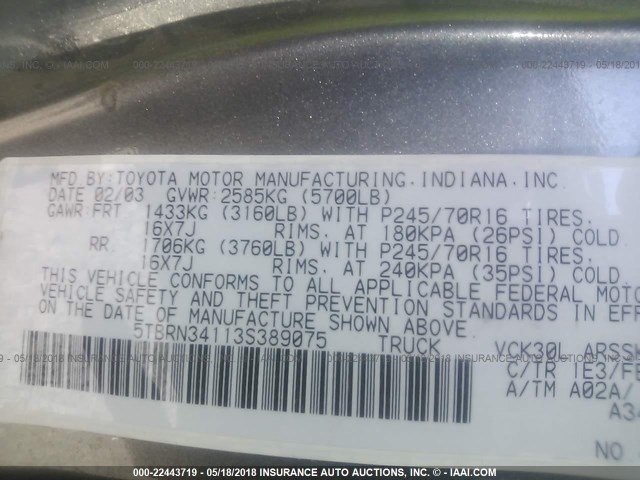 MFD BY:TOYOTA MOTOR MANUFACTURING.INDIANA.INC
DATE 02/03 GVWR:2585KG (5700LB)
GAWR:FRT 1433KG (3160LB) WITH P245/70R16 TIRES.
16X7J RIMS. AT 180KPA (26PSI) COLD
RR. 1706KG (3760LB) WITH P245/70R16 TIRES.
16X7J RIMS. AT 240KPA (35PSI) COLD.
THIS VEHICLE CONFORMS TO ALL APPLICABLE FEDERAL MOTO
VEHICLE SAFETY AND THEFT PREVENTION STANDARDS IN EFF
ON THE DATE OF MANUFACTURE SHOWN ABOVE
5TBRN34113S389075 TRUCK VCK30L
C/TR 1E3/FE
A/TM A02A/
A34
NO
000-22443719 - 05/18/2018 INSURANCE AUTO AUCTIONS, INC. - © - IAAI.COM